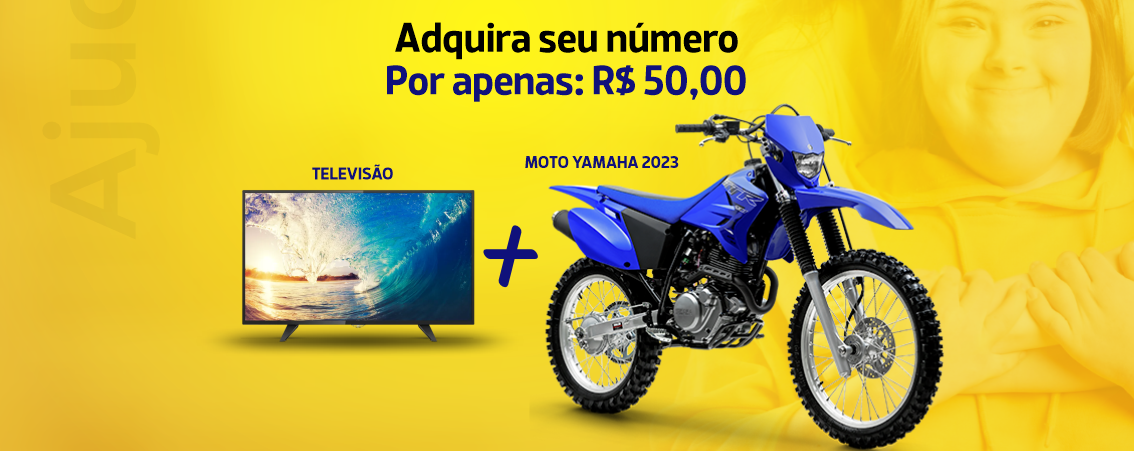 Adquira seu número
Por apenas: R$ 50,00
MOTO YAMAHA 2023
TELEVISÃO
+